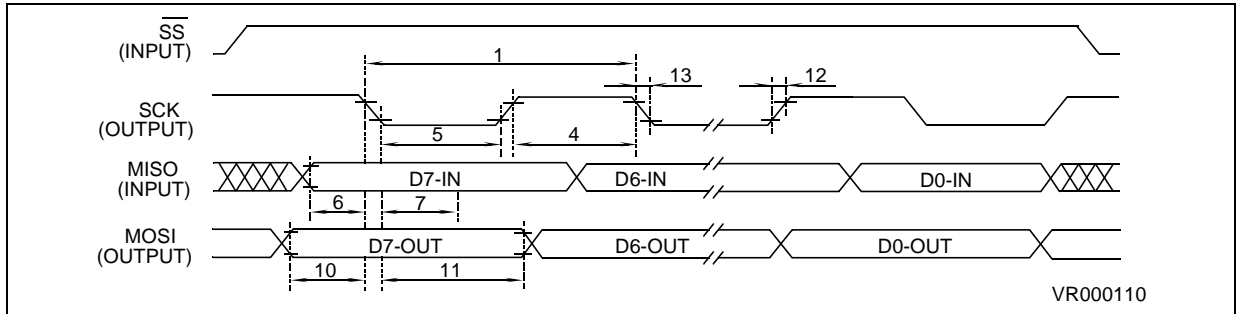 SS
(INPUT)
1
13
12
SCK
(OUTPUT)
5
4
MISO
(INPUT)
D7-IN
D6-IN
D0-IN
6
7
MOSI
(OUTPUT)
D7-OUT
D6-OUT
D0-OUT
10
11
VR000110